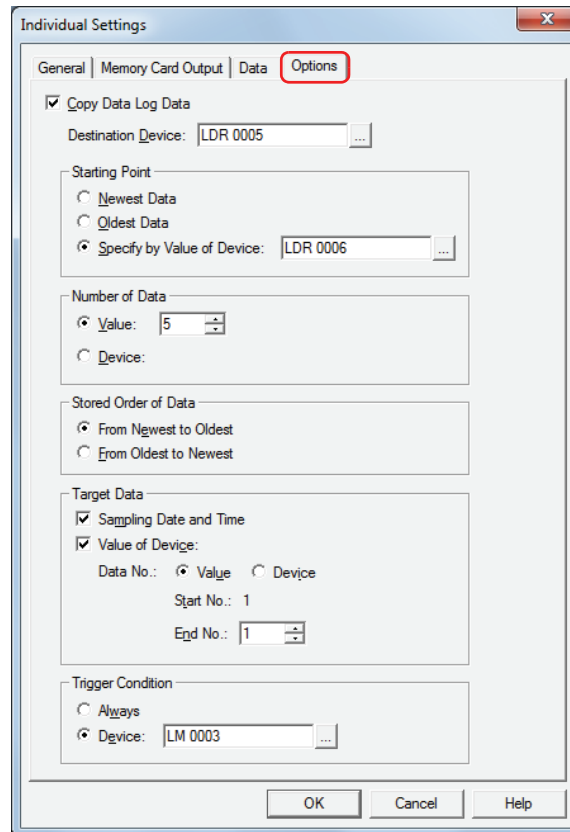 Individual Settings
x
General Memory Card Output Data Options
Copy Data Log Data
Destination Device: LDR 0005 ...
Starting Point
Newest Data
Oldest Data
Specify by Value of Device: LDR 0006 ...
Number of Data
Value: 5
Device:
Stored Order of Data
From Newest to Oldest
From Oldest to Newest
Target Data
Sampling Date and Time
Value of Device:
Data No.: Value Device
Start No.: 1
End No.: 1
Trigger Condition
Always
Device: LM 0003 ...
OK Cancel Help